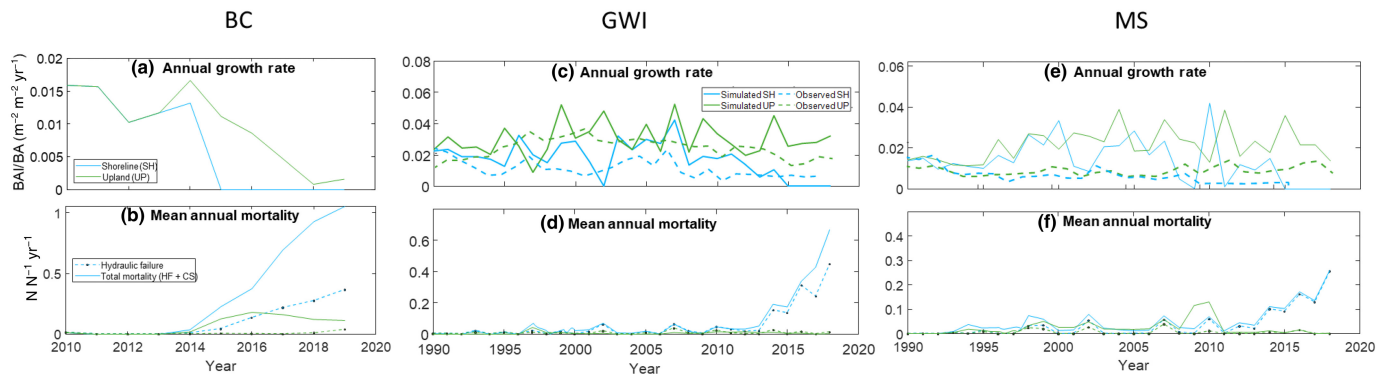 BC
GWI
MS
BAI/BA (m⁻² m⁻² yr⁻¹)
0.02
0.015
0.01
0.005
0
(a) Annual growth rate
Shoreline (SH)
Upland (UP)
N N⁻¹ yr⁻¹
1
0.5
0
(b) Mean annual mortality
Hydraulic failure
Total mortality (HF + CS)
2010 2012 2014 2016 2018 2020
Year
0.06
0.04
0.02
0
(c) Annual growth rate
Simulated SH Observed SH
Simulated UP Observed UP
0.6
0.4
0.2
0
(d) Mean annual mortality
1990 1995 2000 2005 2010 2015 2020
Year
0.06
0.04
0.02
0
(e) Annual growth rate
0.4
0.3
0.2
0.1
0
(f) Mean annual mortality
1990 1995 2000 2005 2010 2015 2020
Year